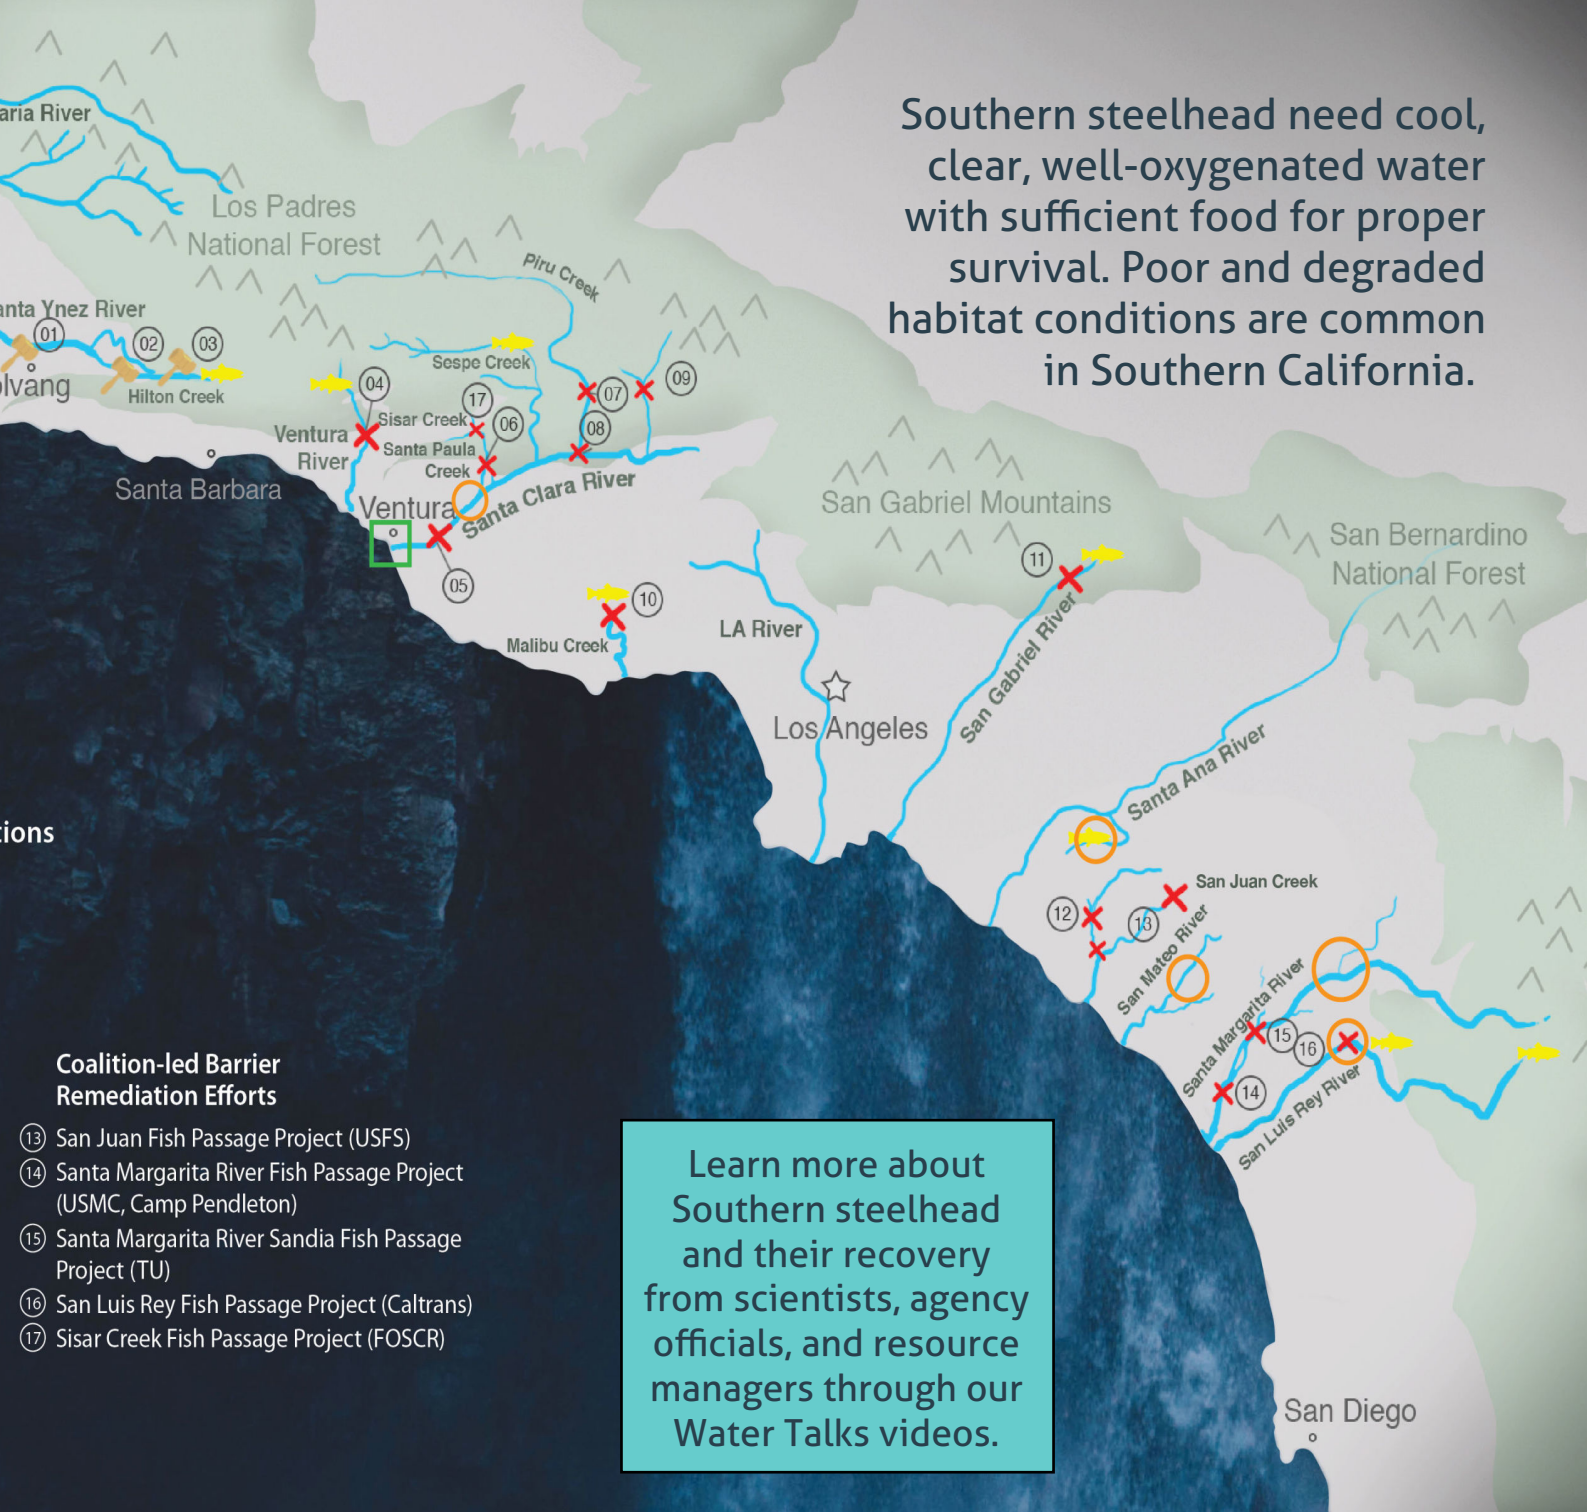 aria River
Los Padres
National Forest
Southern steelhead need cool,
clear, well-oxygenated water
with sufficient food for proper
survival. Poor and degraded
habitat conditions are common
in Southern California.
Piru Creek
anta Ynez River
01
02
03
olvang
Hilton Creek
Sespe Creek
04
17
07
09
Sisar Creek
06
08
Ventura
River
Santa Paula
Creek
Santa Barbara
Ventura
Santa Clara River
05
San Gabriel Mountains
San Bernardino
National Forest
11
10
Malibu Creek
LA River
San Gabriel River
Los Angeles
Santa Ana River
tions
San Juan Creek
12
13
San Mateo River
Santa Margarita River
15
16
14
San Luis Rey River
Coalition-led Barrier
Remediation Efforts
13 San Juan Fish Passage Project (USFS)
14 Santa Margarita River Fish Passage Project
(USMC, Camp Pendleton)
15 Santa Margarita River Sandia Fish Passage
Project (TU)
16 San Luis Rey Fish Passage Project (Caltrans)
17 Sisar Creek Fish Passage Project (FOSCR)
Learn more about
Southern steelhead
and their recovery
from scientists, agency
officials, and resource
managers through our
Water Talks videos.
San Diego